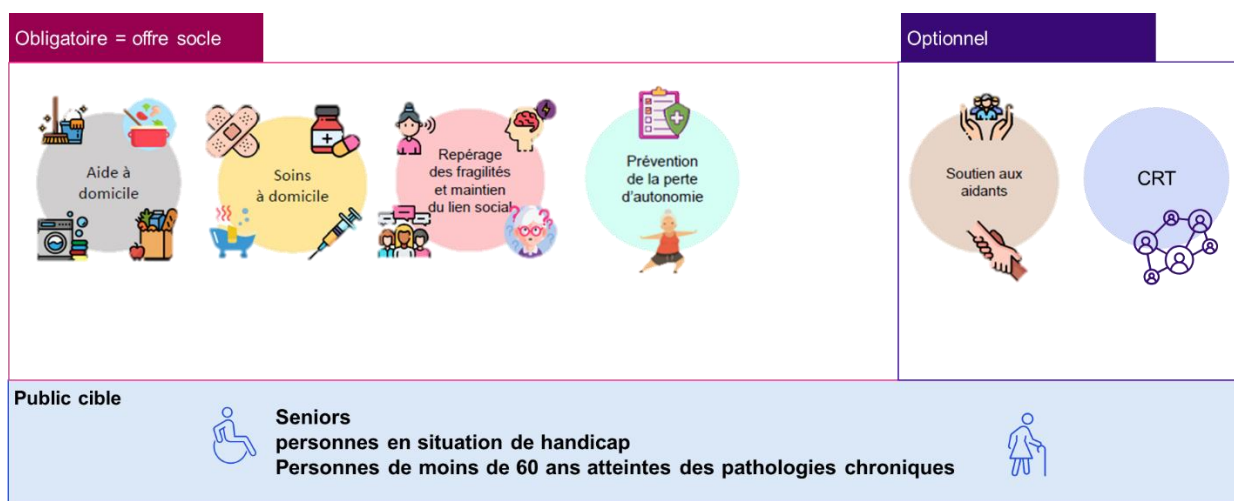 Obligatoire = offre socle
Optionnel
Aide à
domicile
Soins
à domicile
Repérage
des fragilités
et maintien
du lien social
Prévention
de la perte
d'autonomie
Soutien aux
aidants
CRT
Public cible
Seniors
personnes en situation de handicap
Personnes de moins de 60 ans atteintes des pathologies chroniques